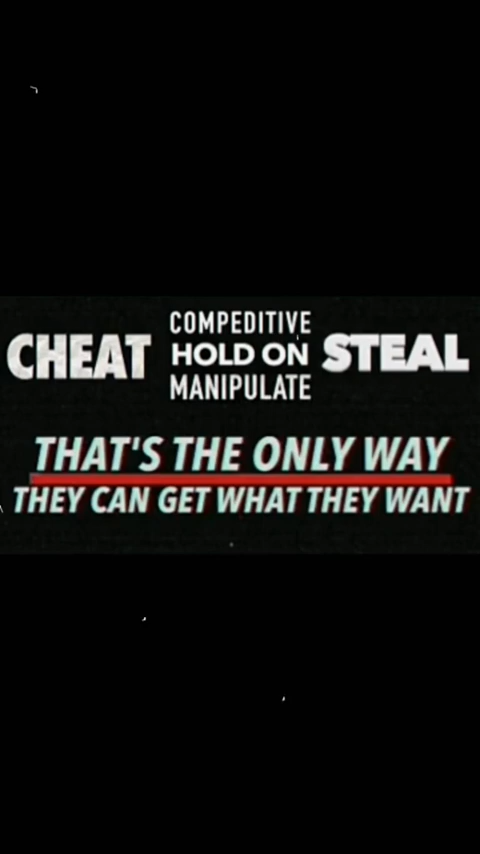 COMPEDITIVE
CHEAT HOLD ON STEAL
MANIPULATE
THAT'S THE ONLY WAY
THEY CAN GET WHAT THEY WANT